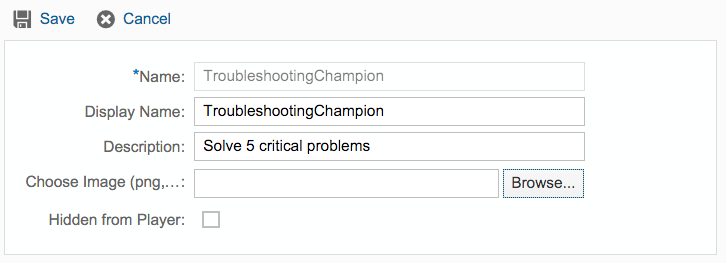 Save Cancel
*Name: TroubleshootingChampion
Display Name: TroubleshootingChampion
Description: Solve 5 critical problems
Choose Image (png,...: Browse...
Hidden from Player: